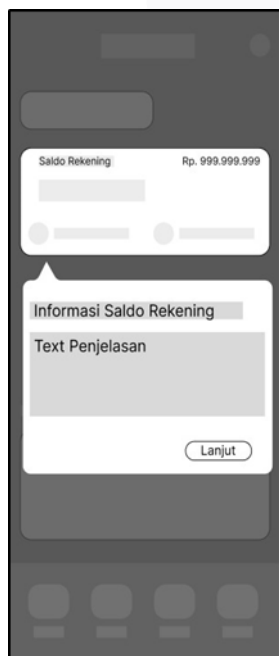 Saldo Rekening
Rp. 999.999.999
Informasi Saldo Rekening
Text Penjelasan
Lanjut